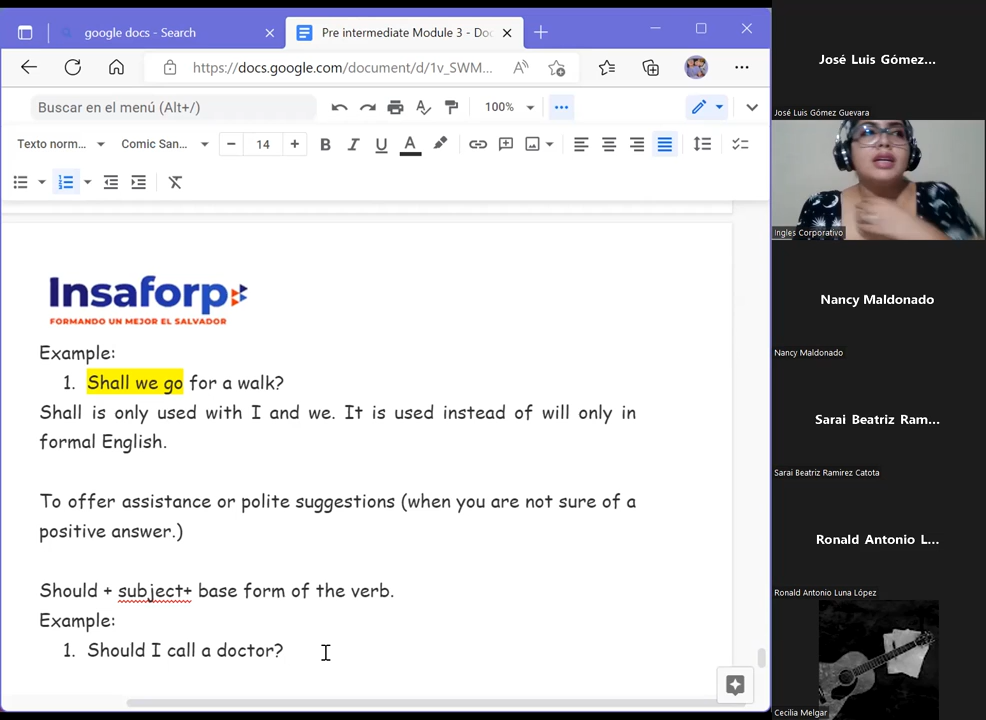 google docs - Search
Pre intermediate Module 3 - Doc
https://docs.google.com/document/d/1v_SWM...
Buscar en el menú (Alt+/)
100%
Texto norm...
Comic San...
14
Insaforp
FORMANDO UN MEJOR EL SALVADOR
Example:
1. Shall we go for a walk?
Shall is only used with I and we. It is used instead of will only in
formal English.
To offer assistance or polite suggestions (when you are not sure of a
positive answer.)
Should + subject+ base form of the verb.
Example:
1. Should I call a doctor?
José Luis Gómez...
José Luis Gómez Guevara
Ingles Corporativo
Nancy Maldonado
Nancy Maldonado
Sarai Beatriz Ram...
Sarai Beatriz Ramirez Catota
Ronald Antonio L...
Ronald Antonio Luna López
Cecilia Melgar